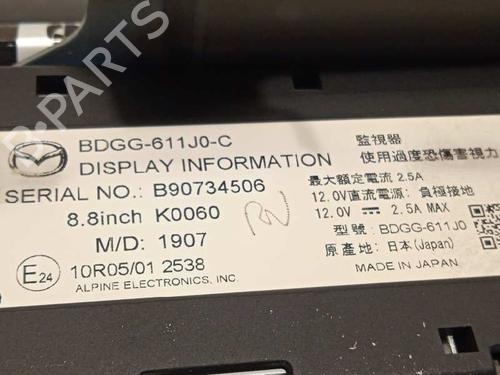 B-PARTS
BDGG-611J0-C
DISPLAY INFORMATION
SERIAL NO.: B90734506
8.8inch K0060
M/D: 1907
E24
10R05/01 2538
ALPINE ELECTRONICS, INC.
監視器
使用過度恐傷害視力
最大額定電流 2.5A
12.0V直流電源: 負極接地
12.0V 2.5A MAX
型號: BDGG-611J0
原產地: 日本(Japan)
MADE IN JAPAN